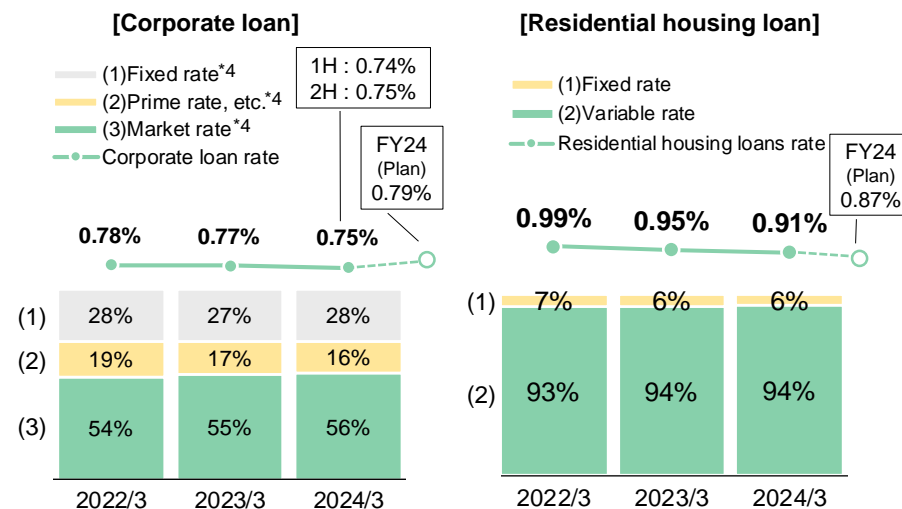 [Corporate loan]
(1)Fixed rate*4
(2)Prime rate, etc.*4
(3)Market rate*4
Corporate loan rate
1H : 0.74%
2H : 0.75%
FY24
(Plan)
0.79%
0.78%
0.77%
0.75%
(1)
28%
27%
28%
(2)
19%
17%
16%
(3)
54%
55%
56%
2022/3
2023/3
2024/3
[Residential housing loan]
(1)Fixed rate
(2)Variable rate
Residential housing loans rate
FY24
(Plan)
0.87%
0.99%
0.95%
0.91%
(1)
7%
6%
6%
(2)
93%
94%
94%
2022/3
2023/3
2024/3